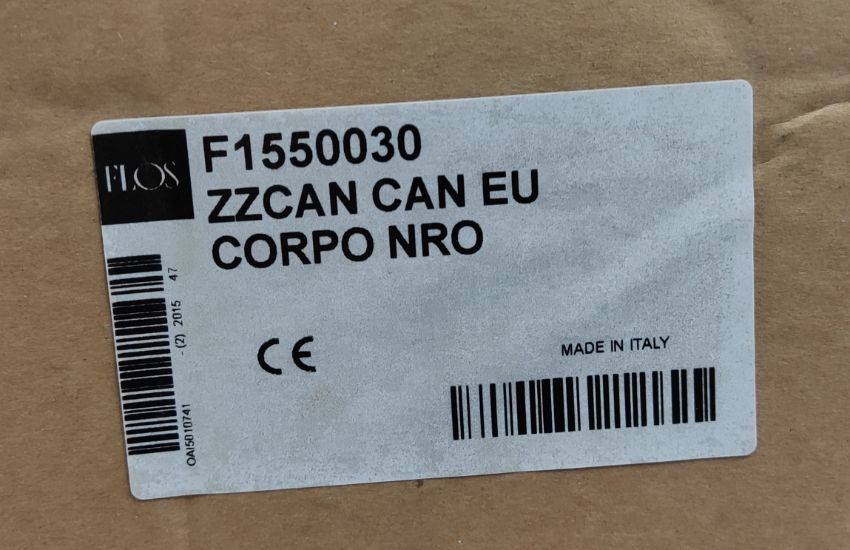 FLOS
F1550030
ZZCAN CAN EU
CORPO NRO
CE
MADE IN ITALY
OAI5010741 -(2) 2015 47